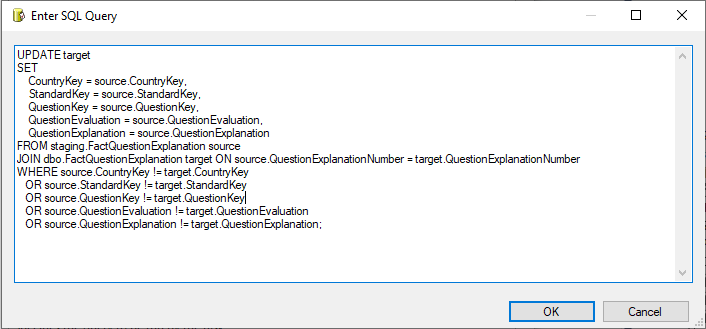 Enter SQL Query
UPDATE target
SET
    CountryKey = source.CountryKey,
    StandardKey = source.StandardKey,
    QuestionKey = source.QuestionKey,
    QuestionEvaluation = source.QuestionEvaluation,
    QuestionExplanation = source.QuestionExplanation
FROM staging.FactQuestionExplanation source
JOIN dbo.FactQuestionExplanation target ON source.QuestionExplanationNumber = target.QuestionExplanationNumber
WHERE source.CountryKey != target.CountryKey
   OR source.StandardKey != target.StandardKey
   OR source.QuestionKey != target.QuestionKey
   OR source.QuestionEvaluation != target.QuestionEvaluation
   OR source.QuestionExplanation != target.QuestionExplanation;
OK
Cancel